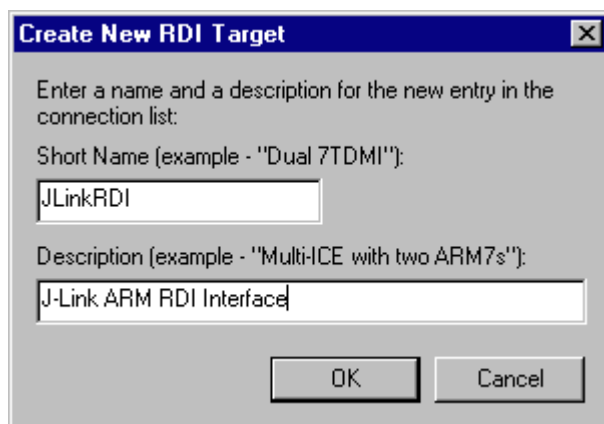 Create New RDI Target
Enter a name and a description for the new entry in the
connection list:
Short Name (example - "Dual 7TDMI"):
JLinkRDI
Description (example - "Multi-ICE with two ARM7s"):
J-Link ARM RDI Interface
OK
Cancel